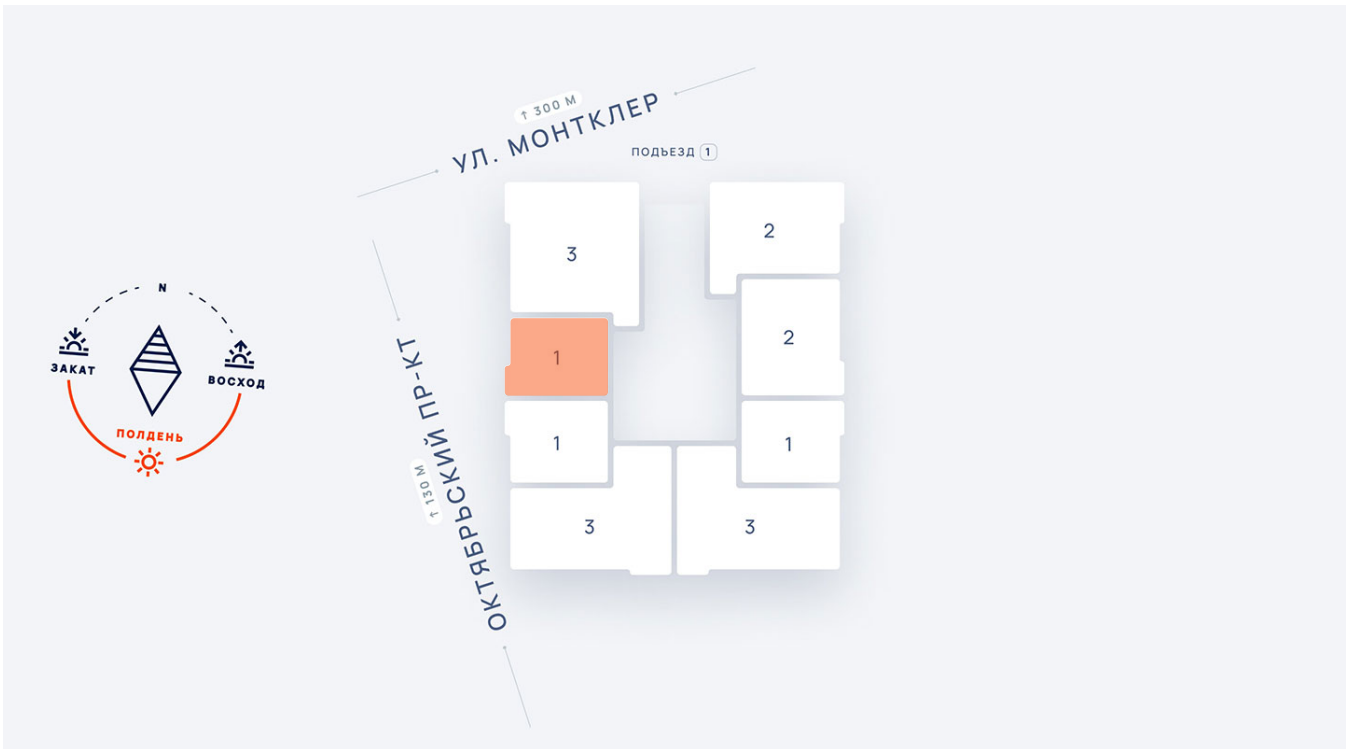 ↑ 300 М
УЛ. МОНТКЛЕР
ПОДЪЕЗД 1
3
2
N
ЗАКАТ
ВОСХОД
ПОЛДЕНЬ
1
2
↑ 130 М
ОКТЯБРЬСКИЙ ПР-КТ
1
1
3
3